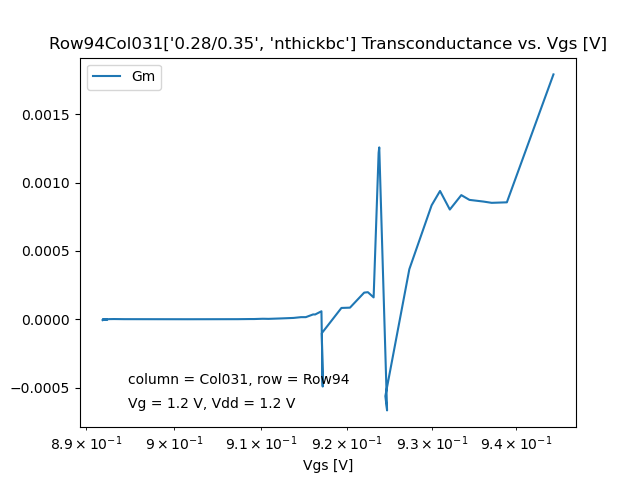 Row94Col031['0.28/0.35', 'nthickbc'] Transconductance vs. Vgs [V]
Gm
0.0015
0.0010
0.0005
0.0000
−0.0005
column = Col031, row = Row94
Vg = 1.2 V, Vdd = 1.2 V
8.9 × 10⁻¹ 9 × 10⁻¹ 9.1 × 10⁻¹ 9.2 × 10⁻¹ 9.3 × 10⁻¹ 9.4 × 10⁻¹
Vgs [V]